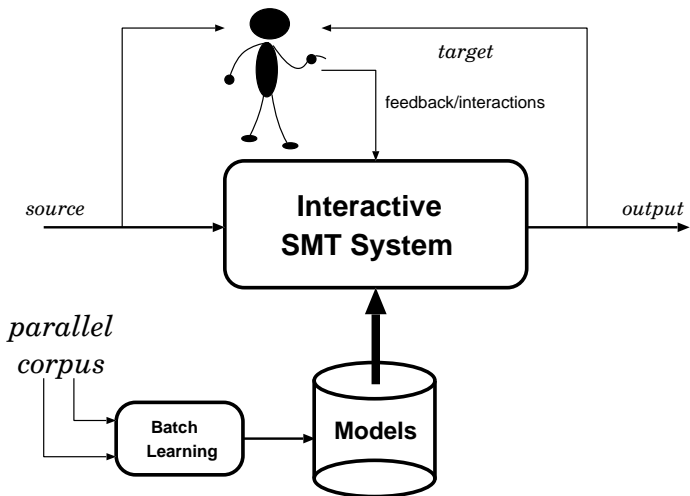 target
feedback/interactions
source
Interactive
SMT System
output
parallel
corpus
Batch
Learning
Models